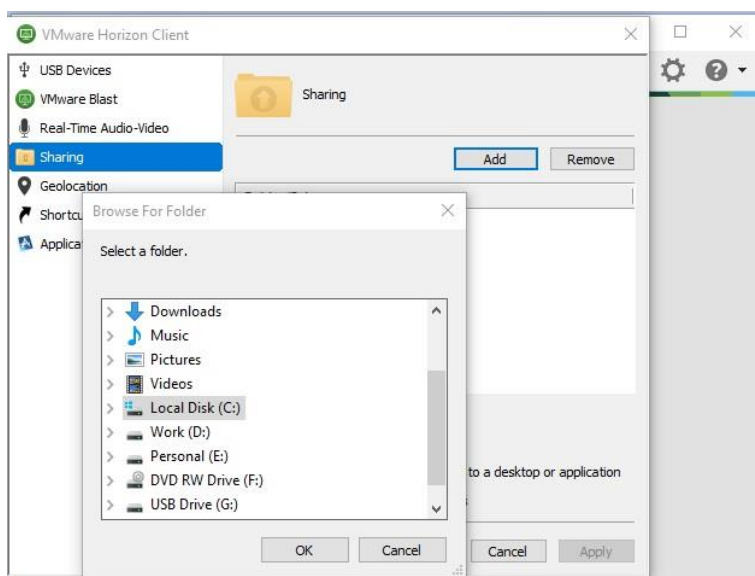 VMware Horizon Client
USB Devices
VMware Blast
Real-Time Audio-Video
Sharing
Geolocation
Shortcu
Applica
Sharing
Add Remove
Browse For Folder
Select a folder.
Downloads
Music
Pictures
Videos
Local Disk (C:)
Work (D:)
Personal (E:)
DVD RW Drive (F:)
USB Drive (G:)
OK Cancel
to a desktop or application
Cancel Apply